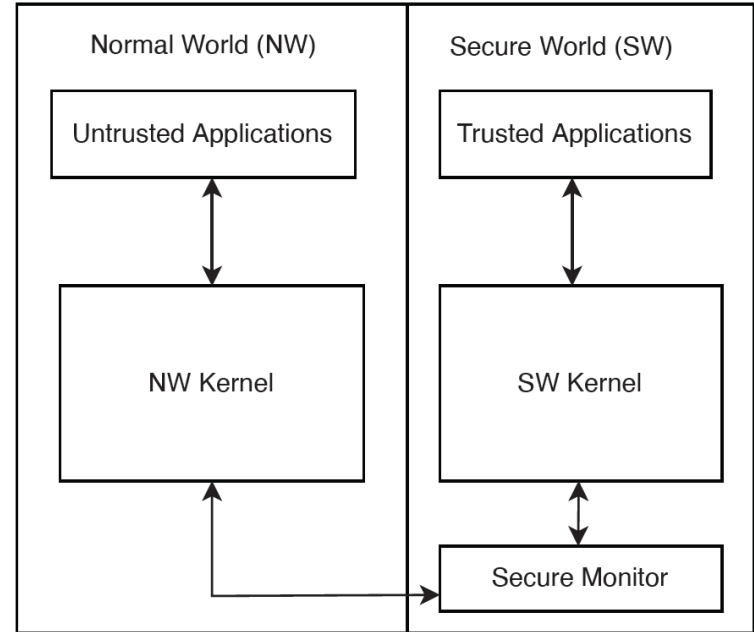 Normal World (NW)
Secure World (SW)
Untrusted Applications
Trusted Applications
NW Kernel
SW Kernel
Secure Monitor